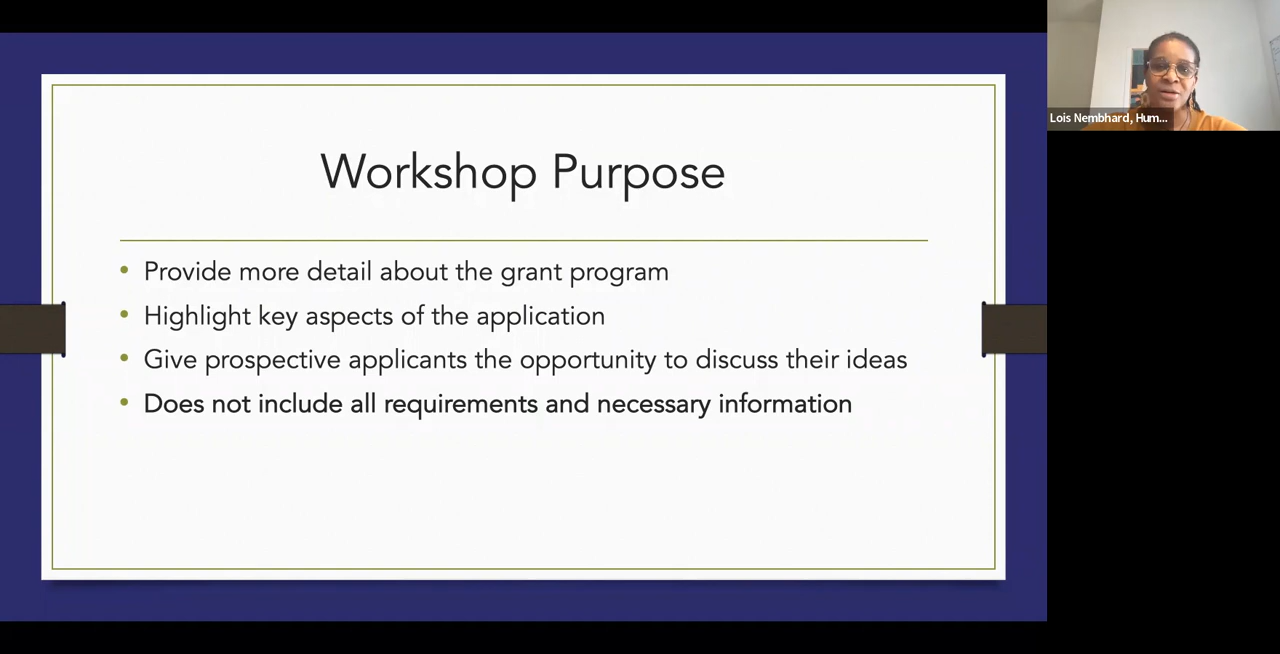 Workshop Purpose
• Provide more detail about the grant program
• Highlight key aspects of the application
• Give prospective applicants the opportunity to discuss their ideas
• Does not include all requirements and necessary information
Lois Nembhard, Hum...